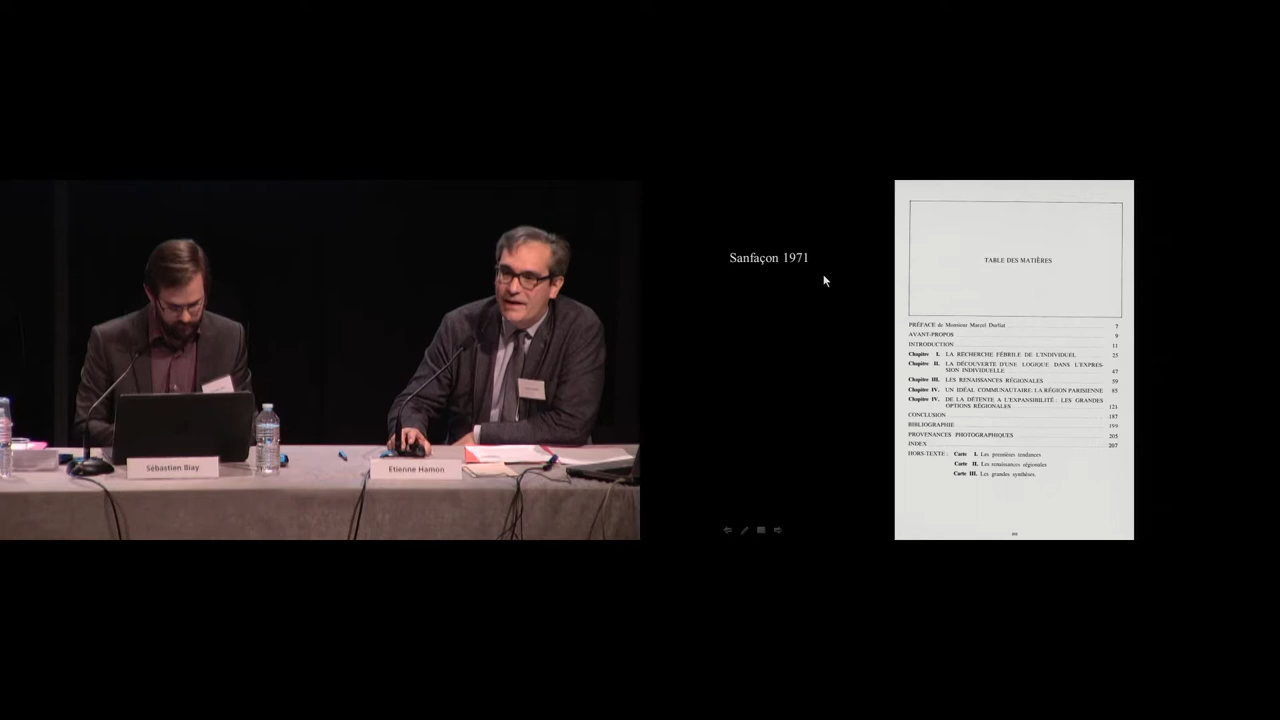 Sébastien Biay
Etienne Hamon
Sanfaçon 1971
TABLE DES MATIÈRES
PRÉFACE de Monsieur Marcel Durliat 7
AVANT-PROPOS 9
INTRODUCTION 11
Chapitre I. LA RECHERCHE FÉBRILE DE L'INDIVIDUEL 25
Chapitre II. LA DÉCOUVERTE D'UNE LOGIQUE DANS L'EXPRES-
SION INDIVIDUELLE 47
Chapitre III. LES RENAISSANCES RÉGIONALES 59
Chapitre IV. UN IDÉAL COMMUNAUTAIRE: LA RÉGION PARISIENNE 85
Chapitre IV. DE LA DÉTENTE A L'EXPANSIBILITÉ : LES GRANDES
OPTIONS RÉGIONALES 121
CONCLUSION 187
BIBLIOGRAPHIE 199
PROVENANCES PHOTOGRAPHIQUES 205
INDEX 207
HORS-TEXTE : Carte I. Les premières tendances
Carte II. Les renaissances régionales
Carte III. Les grandes synthèses.